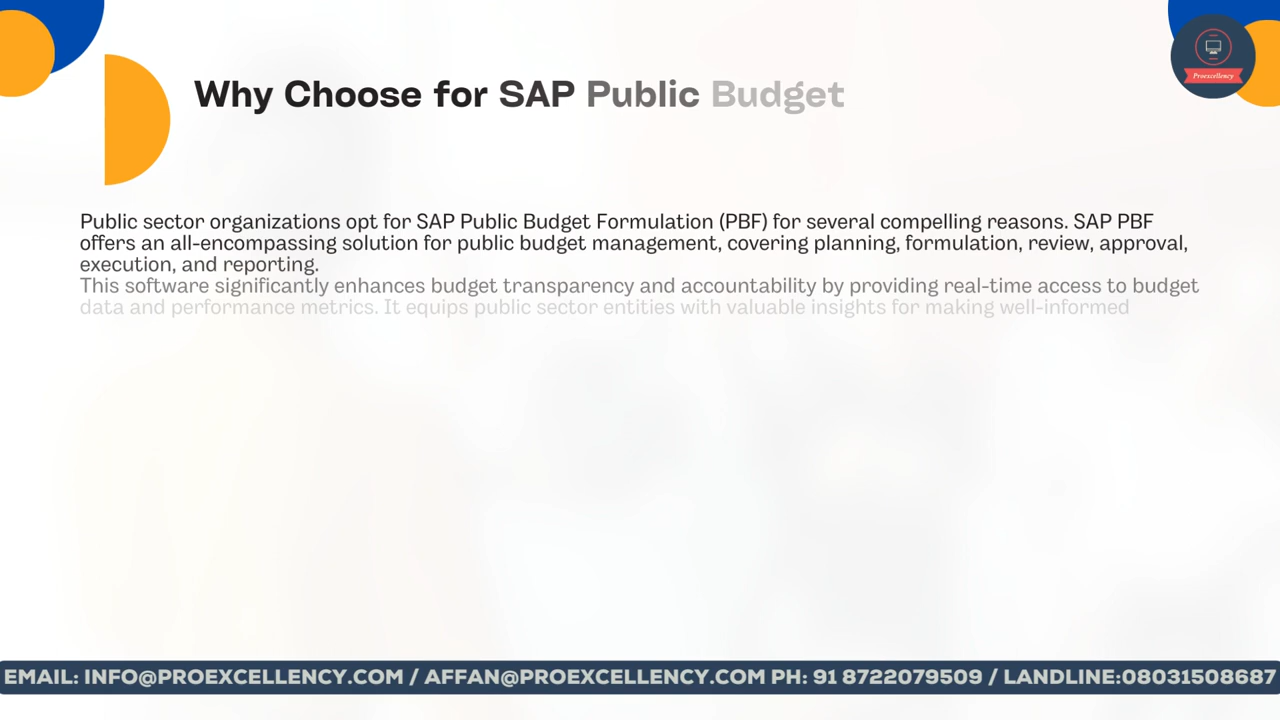 Why Choose for SAP Public Budget
Proexcellency
Public sector organizations opt for SAP Public Budget Formulation (PBF) for several compelling reasons. SAP PBF
offers an all-encompassing solution for public budget management, covering planning, formulation, review, approval,
execution, and reporting.
This software significantly enhances budget transparency and accountability by providing real-time access to budget
data and performance metrics. It equips public sector entities with valuable insights for making well-informed
EMAIL: INFO@PROEXCELLENCY.COM / AFFAN@PROEXCELLENCY.COM PH: 91 8722079509 / LANDLINE:08031508687